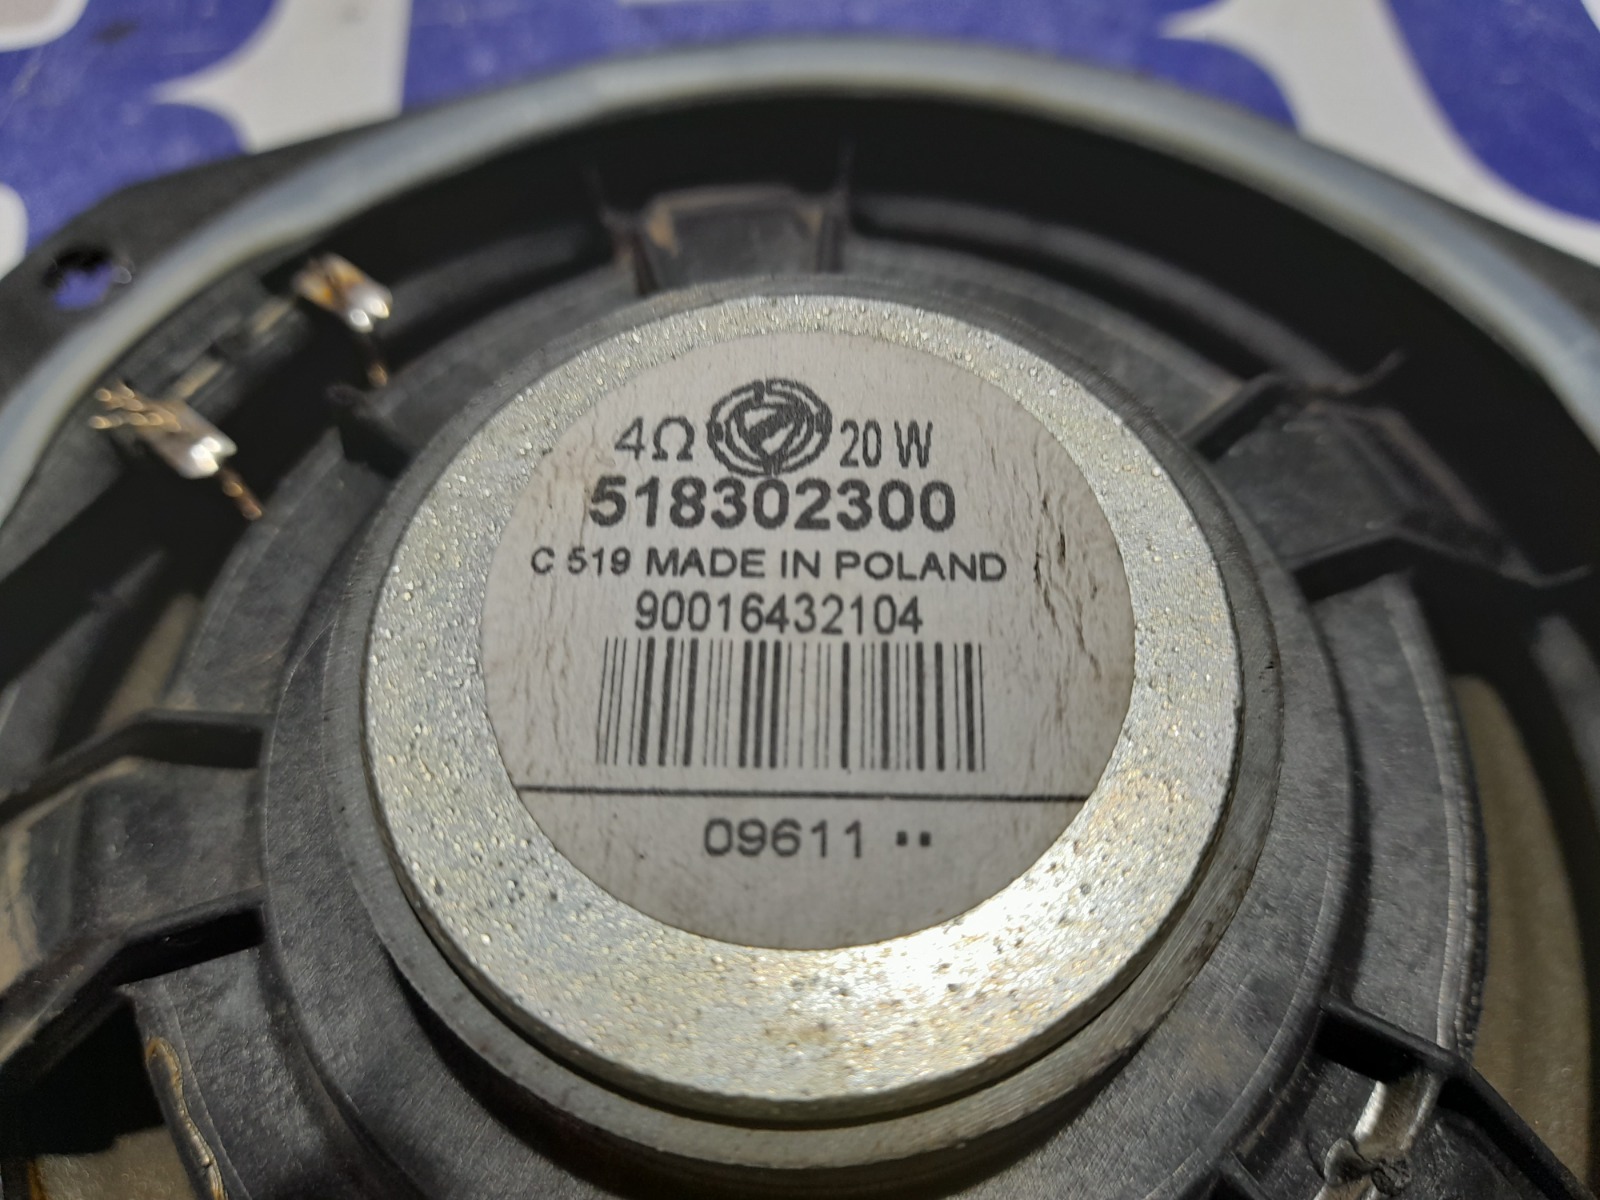 4Ω 20 W
518302300
C 519 MADE IN POLAND
90016432104
09611 ▪▪